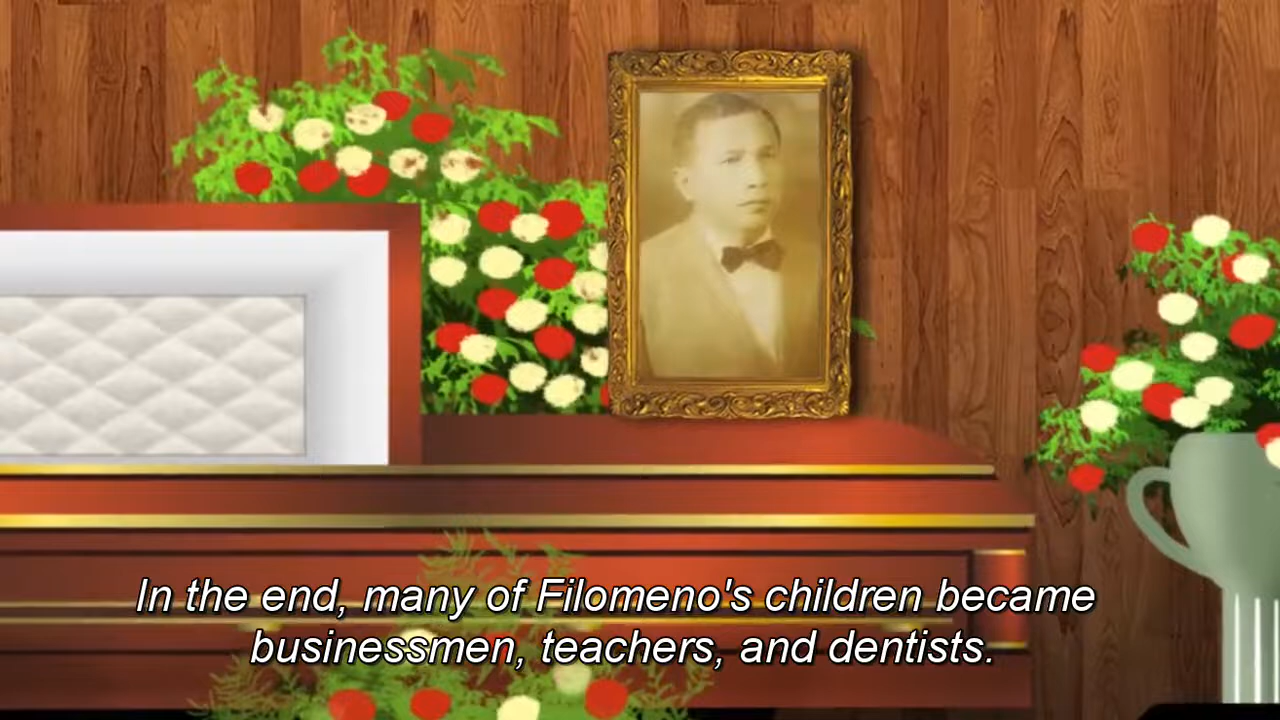 In the end, many of Filomeno's children became
businessmen, teachers, and dentists.